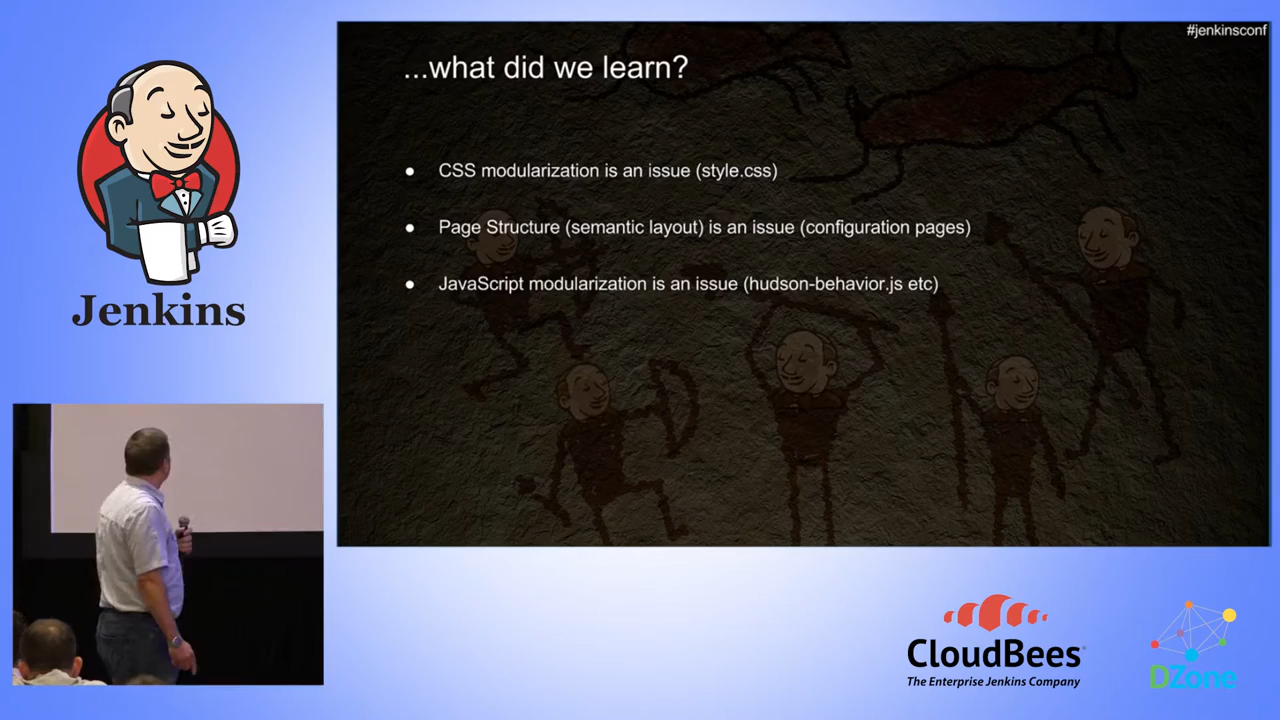 #jenkinsconf
...what did we learn?
● CSS modularization is an issue (style.css)
● Page Structure (semantic layout) is an issue (configuration pages)
● JavaScript modularization is an issue (hudson-behavior.js etc)
Jenkins
CloudBees
The Enterprise Jenkins Company
DZone